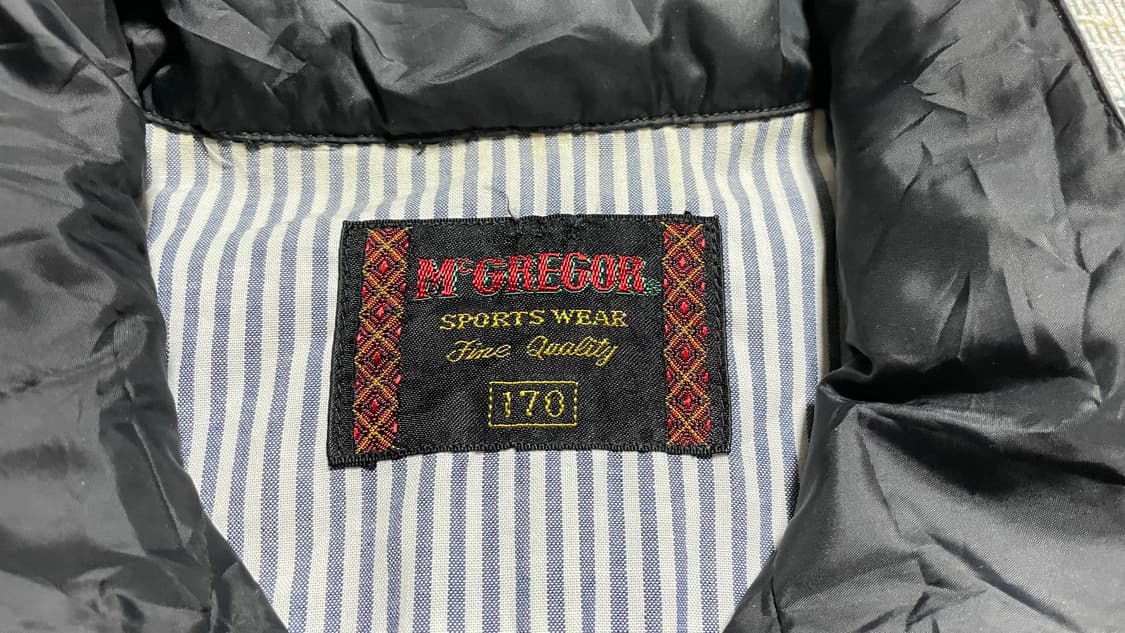 McGREGOR
SPORTS WEAR
Fine Quality
170